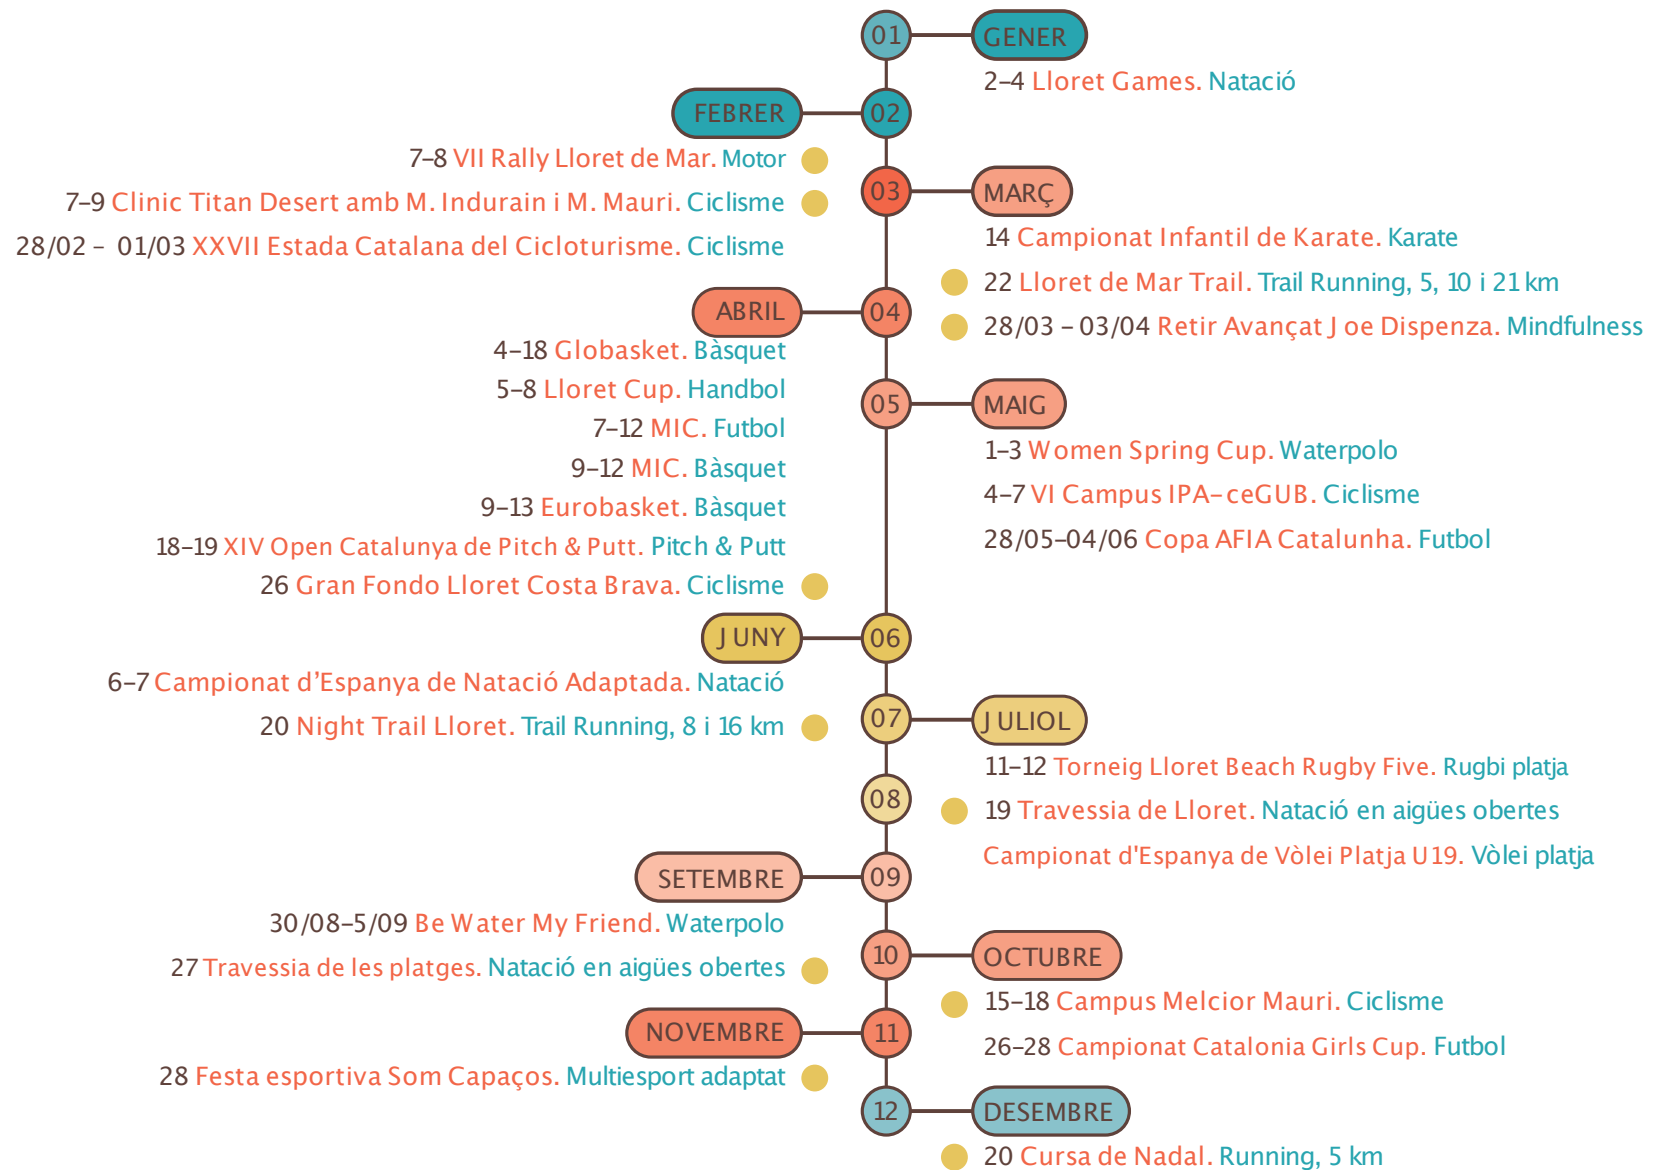 01 GENER
2–4 Lloret Games. Natació
FEBRER 02
7–8 VII Rally Lloret de Mar. Motor
7–9 Clinic Titan Desert amb M. Indurain i M. Mauri. Ciclisme
28/02 – 01/03 XXVII Estada Catalana del Cicloturisme. Ciclisme
03 MARÇ
14 Campionat Infantil de Karate. Karate
22 Lloret de Mar Trail. Trail Running, 5, 10 i 21 km
28/03 – 03/04 Retir Avançat Joe Dispenza. Mindfulness
ABRIL 04
4–18 Globasket. Bàsquet
5–8 Lloret Cup. Handbol
7–12 MIC. Futbol
9–12 MIC. Bàsquet
9–13 Eurobasket. Bàsquet
18–19 XIV Open Catalunya de Pitch & Putt. Pitch & Putt
26 Gran Fondo Lloret Costa Brava. Ciclisme
05 MAIG
1–3 Women Spring Cup. Waterpolo
4–7 VI Campus IPA–ceGUB. Ciclisme
28/05–04/06 Copa AFIA Catalunha. Futbol
JUNY 06
6–7 Campionat d’Espanya de Natació Adaptada. Natació
20 Night Trail Lloret. Trail Running, 8 i 16 km
07 JULIOL
11–12 Torneig Lloret Beach Rugby Five. Rugbi platja
19 Travessia de Lloret. Natació en aigües obertes
Campionat d'Espanya de Vòlei Platja U19. Vòlei platja
08
SETEMBRE 09
30/08–5/09 Be Water My Friend. Waterpolo
27 Travessia de les platges. Natació en aigües obertes
10 OCTUBRE
15–18 Campus Melcior Mauri. Ciclisme
26–28 Campionat Catalonia Girls Cup. Futbol
NOVEMBRE 11
28 Festa esportiva Som Capaços. Multiesport adaptat
12 DESEMBRE
20 Cursa de Nadal. Running, 5 km